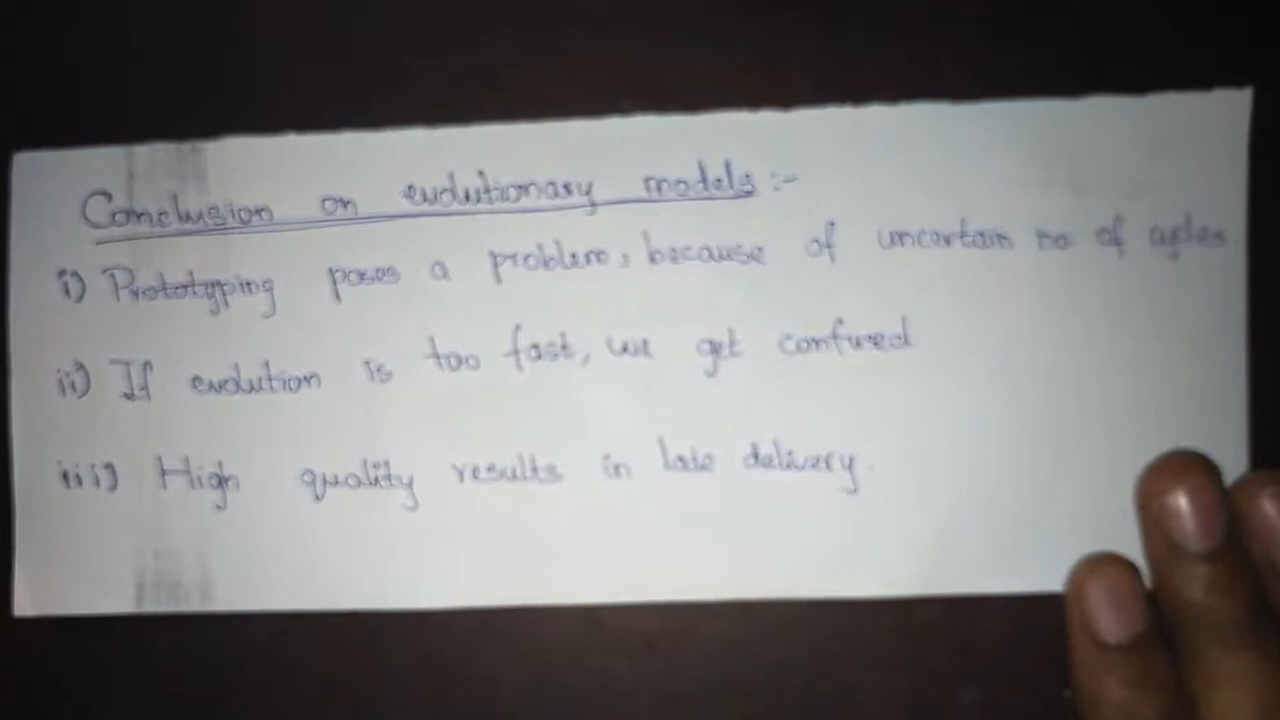 Conclusion on evolutionary models :-
i) Prototyping poses a problem, because of uncertain no of cycles
ii) If evolution is too fast, we get confused
iii) High quality results in late delivery.